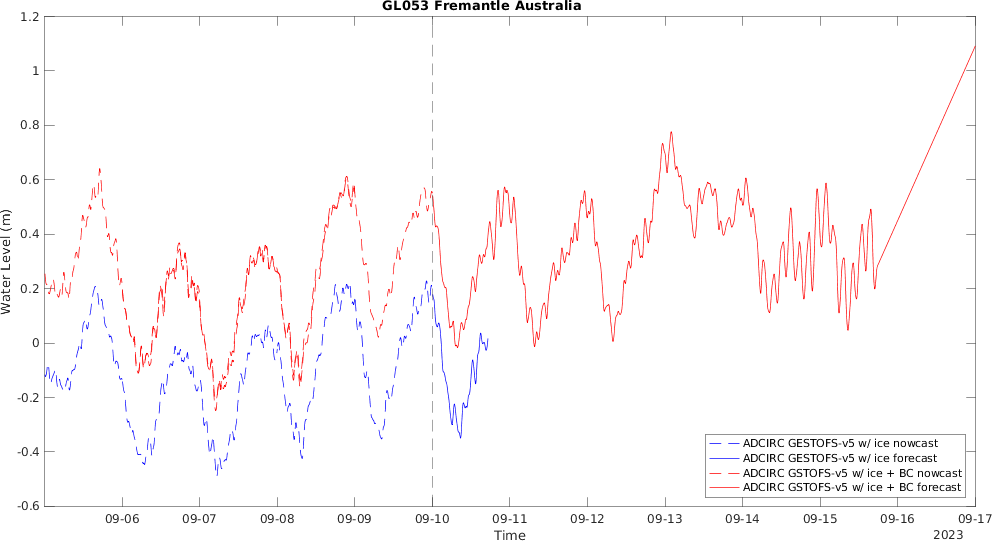 GL053 Fremantle Australia
Water Level (m)
1.2
1
0.8
0.6
0.4
0.2
0
-0.2
-0.4
-0.6
ADCIRC GESTOFS-v5 w/ ice nowcast
ADCIRC GESTOFS-v5 w/ ice forecast
ADCIRC GSTOFS-v5 w/ ice + BC nowcast
ADCIRC GSTOFS-v5 w/ ice + BC forecast
09-06 09-07 09-08 09-09 09-10 09-11 09-12 09-13 09-14 09-15 09-16 09-17
Time 2023